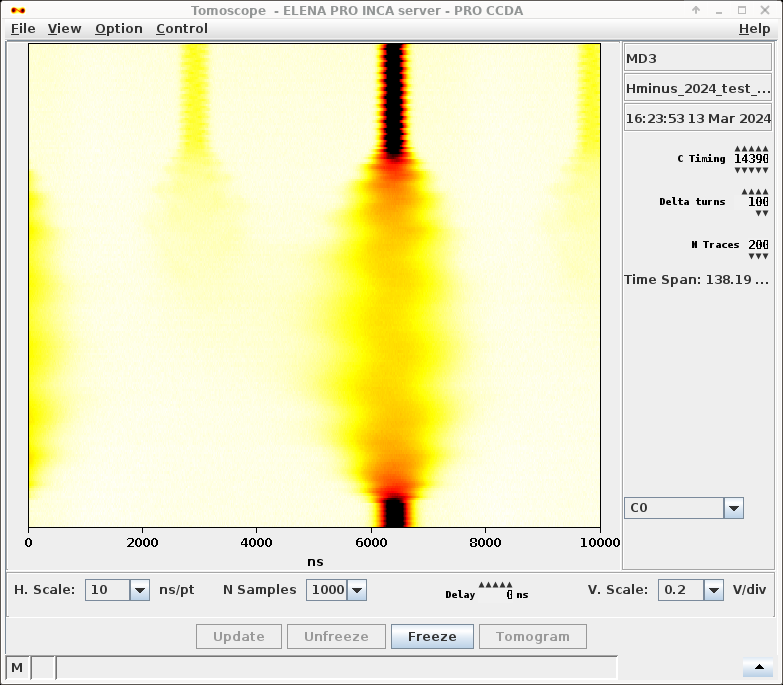 Tomoscope - ELENA PRO INCA server - PRO CCDA
File View Option Control Help
MD3
Hminus_2024_test_...
16:23:53 13 Mar 2024
C Timing 14390
Delta turns 100
N Traces 200
Time Span: 138.19 ...
C0
0 2000 4000 6000 8000 10000
ns
H. Scale: 10 ns/pt N Samples 1000 Delay 0 ns V. Scale: 0.2 V/div
Update Unfreeze Freeze Tomogram
M